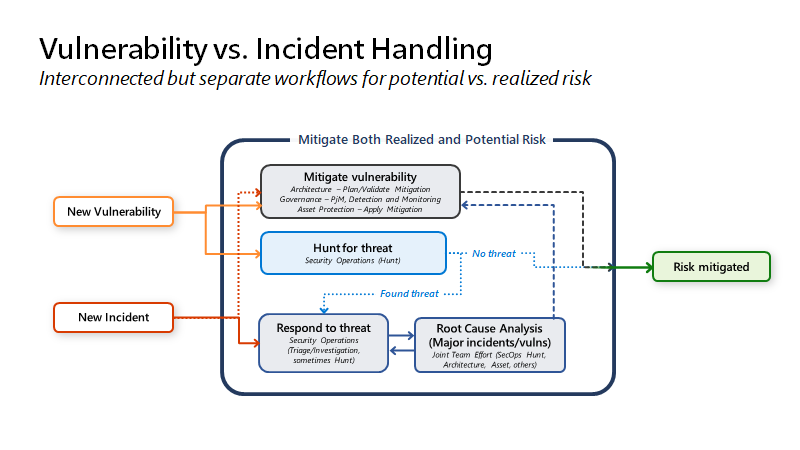 Vulnerability vs. Incident Handling
Interconnected but separate workflows for potential vs. realized risk
Mitigate Both Realized and Potential Risk
Mitigate vulnerability
Architecture – Plan/Validate Mitigation
Governance – PjM, Detection and Monitoring
Asset Protection – Apply Mitigation
New Vulnerability
Hunt for threat
Security Operations (Hunt)
No threat
Risk mitigated
Found threat
New Incident
Respond to threat
Security Operations
(Triage/Investigation,
sometimes Hunt)
Root Cause Analysis
(Major incidents/vulns)
Joint Team Effort (SecOps Hunt,
Architecture, Asset, others)